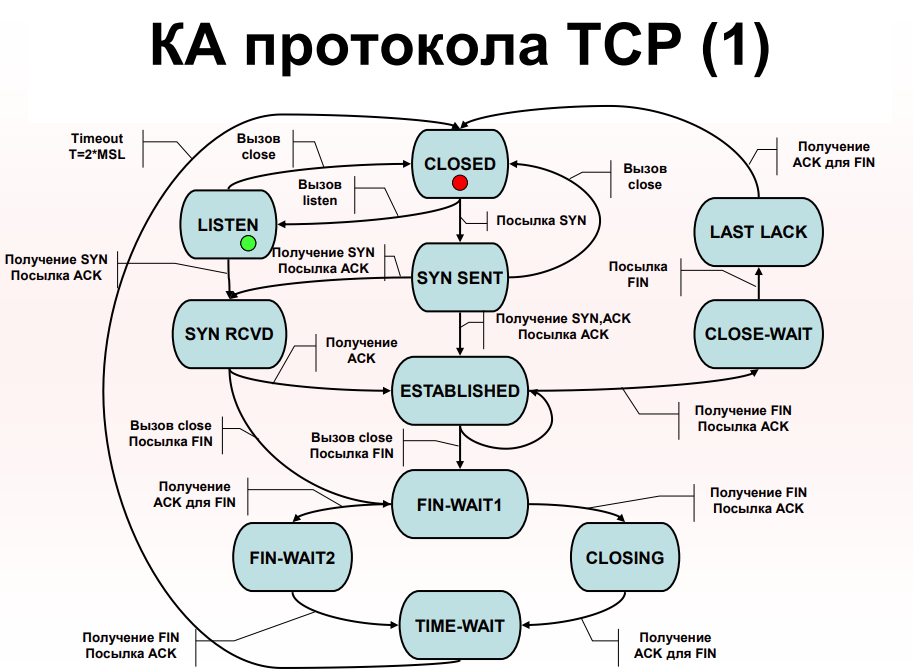 КА протокола TCP (1)
Timeout
T=2*MSL
Вызов
close
CLOSED
Вызов
close
Получение
ACK для FIN
Вызов
listen
LISTEN
Посылка SYN
LAST LACK
Получение SYN
Посылка ACK
Получение SYN
Посылка ACK
SYN SENT
Посылка
FIN
SYN RCVD
Получение SYN,ACK
Посылка ACK
CLOSE-WAIT
Получение
ACK
ESTABLISHED
Получение FIN
Посылка ACK
Вызов close
Посылка FIN
Вызов close
Посылка FIN
Получение
ACK для FIN
FIN-WAIT1
Получение FIN
Посылка ACK
FIN-WAIT2
CLOSING
TIME-WAIT
Получение FIN
Посылка ACK
Получение
ACK для FIN